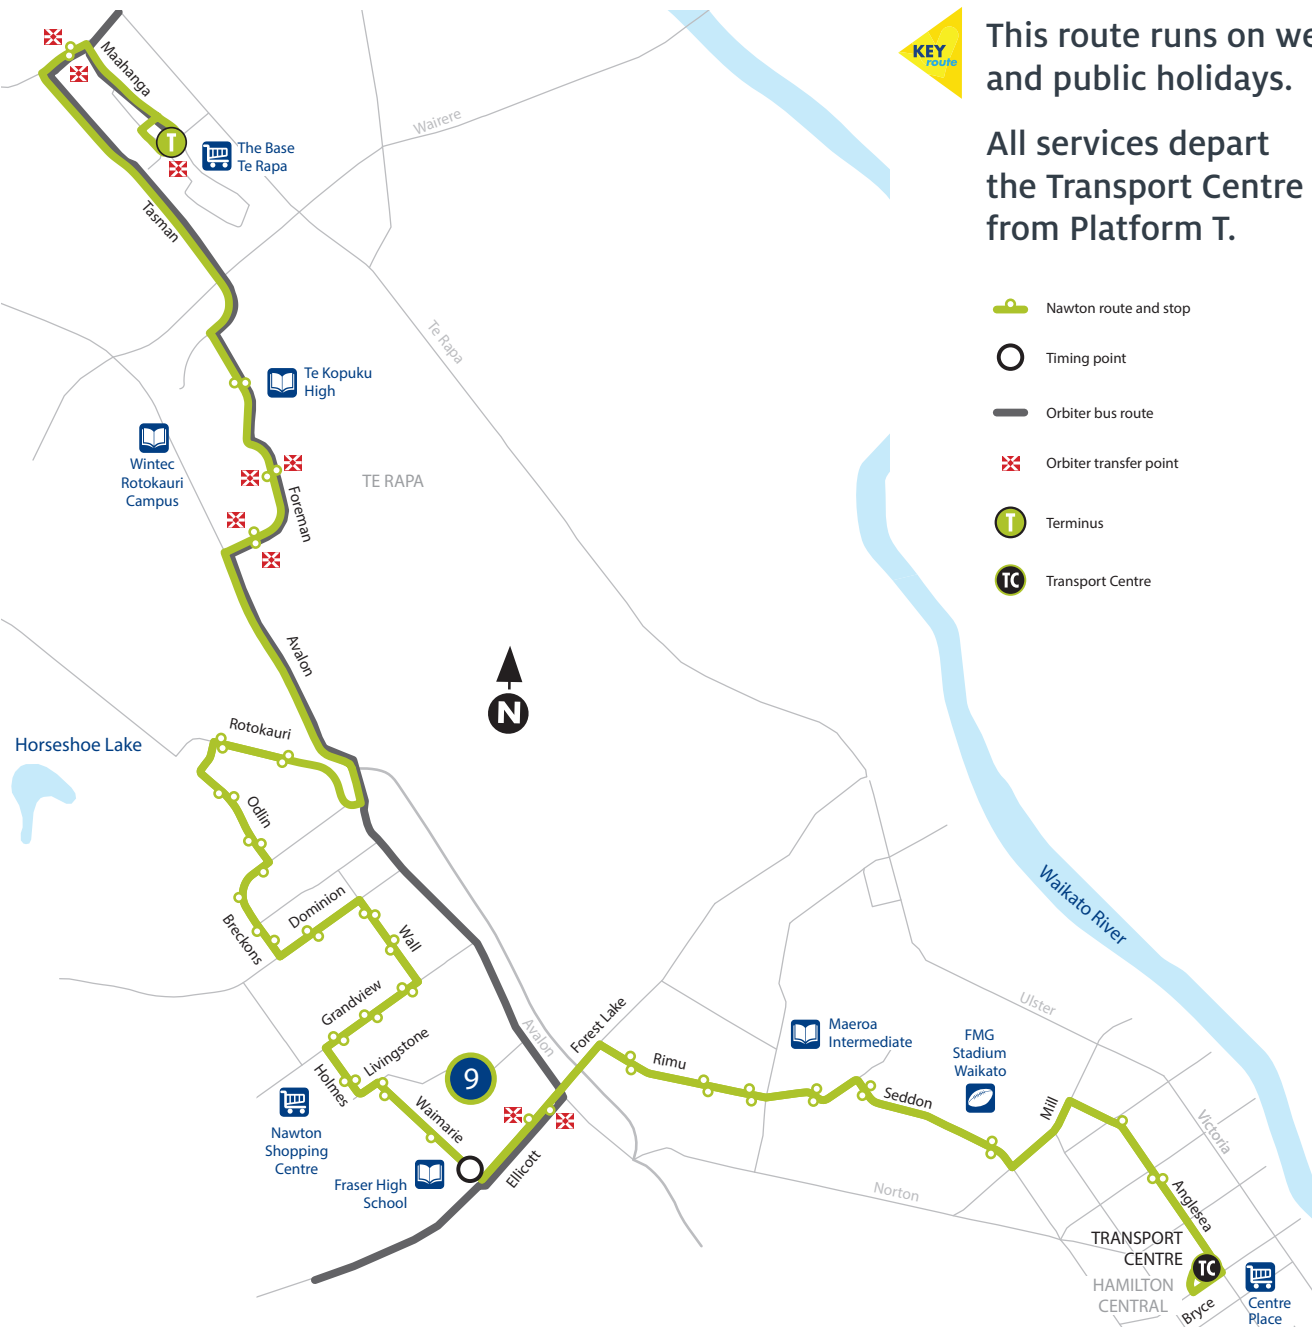 KEY
route
This route runs on we
and public holidays.
All services depart
the Transport Centre
from Platform T.
Nawton route and stop
Timing point
Orbiter bus route
Orbiter transfer point
T
Terminus
TC
Transport Centre
Maahanga
T
The Base
Te Rapa
Wairere
Tasman
Te Rapa
Te Kopuku
High
Wintec
Rotokauri
Campus
TE RAPA
Foreman
Avalon
N
Rotokauri
Horseshoe Lake
Odlin
Dominion
Breckons
Wall
Grandview
Livingstone
Holmes
Waimarie
9
Avalon
Forest Lake
Rimu
Maeroa
Intermediate
FMG
Stadium
Waikato
Seddon
Ulster
Waikato River
Mill
Victoria
Nawton
Shopping
Centre
Fraser High
School
Ellicott
Norton
Anglesea
TRANSPORT
CENTRE
TC
HAMILTON
CENTRAL
Bryce
Centre
Place